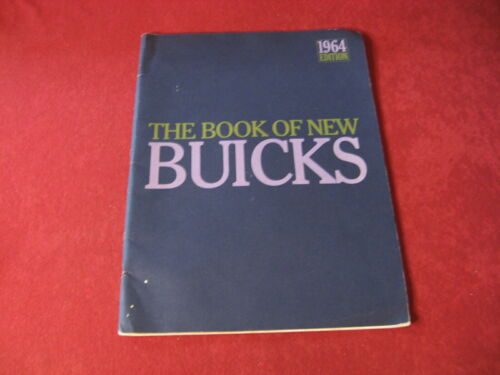 1964
EDITION
THE BOOK OF NEW
BUICKS